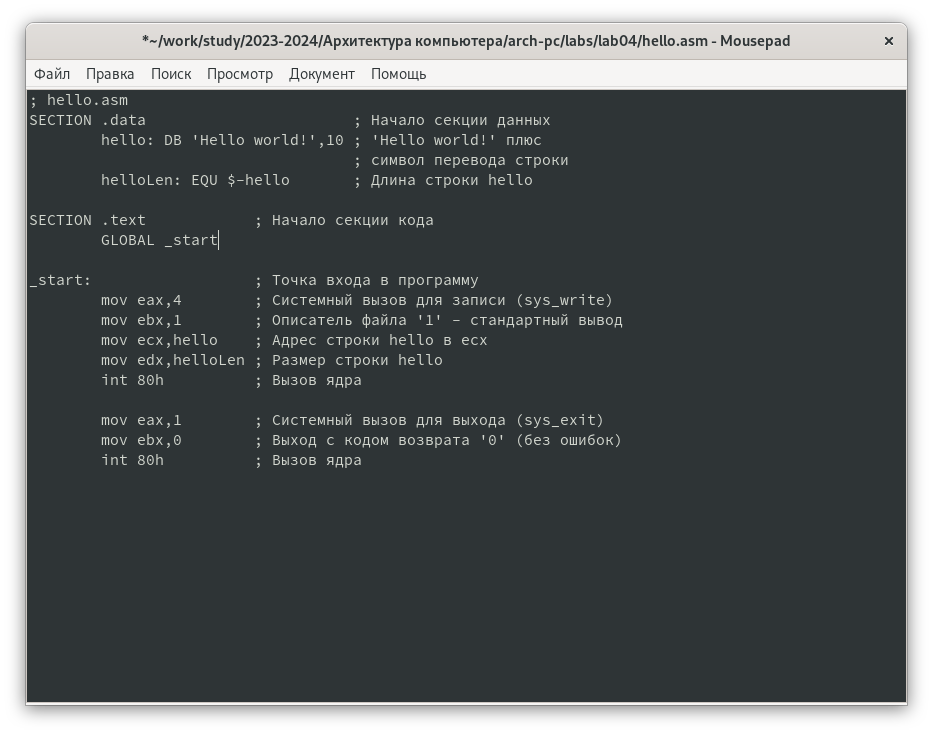 *~/work/study/2023-2024/Архитектура компьютера/arch-pc/labs/lab04/hello.asm - Mousepad
Файл Правка Поиск Просмотр Документ Помощь
; hello.asm
SECTION .data                       ; Начало секции данных
        hello: DB 'Hello world!',10 ; 'Hello world!' плюс
                                    ; символ перевода строки
        helloLen: EQU $-hello       ; Длина строки hello

SECTION .text            ; Начало секции кода
        GLOBAL _start

_start:                  ; Точка входа в программу
        mov eax,4        ; Системный вызов для записи (sys_write)
        mov ebx,1        ; Описатель файла '1' - стандартный вывод
        mov ecx,hello    ; Адрес строки hello в ecx
        mov edx,helloLen ; Размер строки hello
        int 80h          ; Вызов ядра

        mov eax,1        ; Системный вызов для выхода (sys_exit)
        mov ebx,0        ; Выход с кодом возврата '0' (без ошибок)
        int 80h          ; Вызов ядра